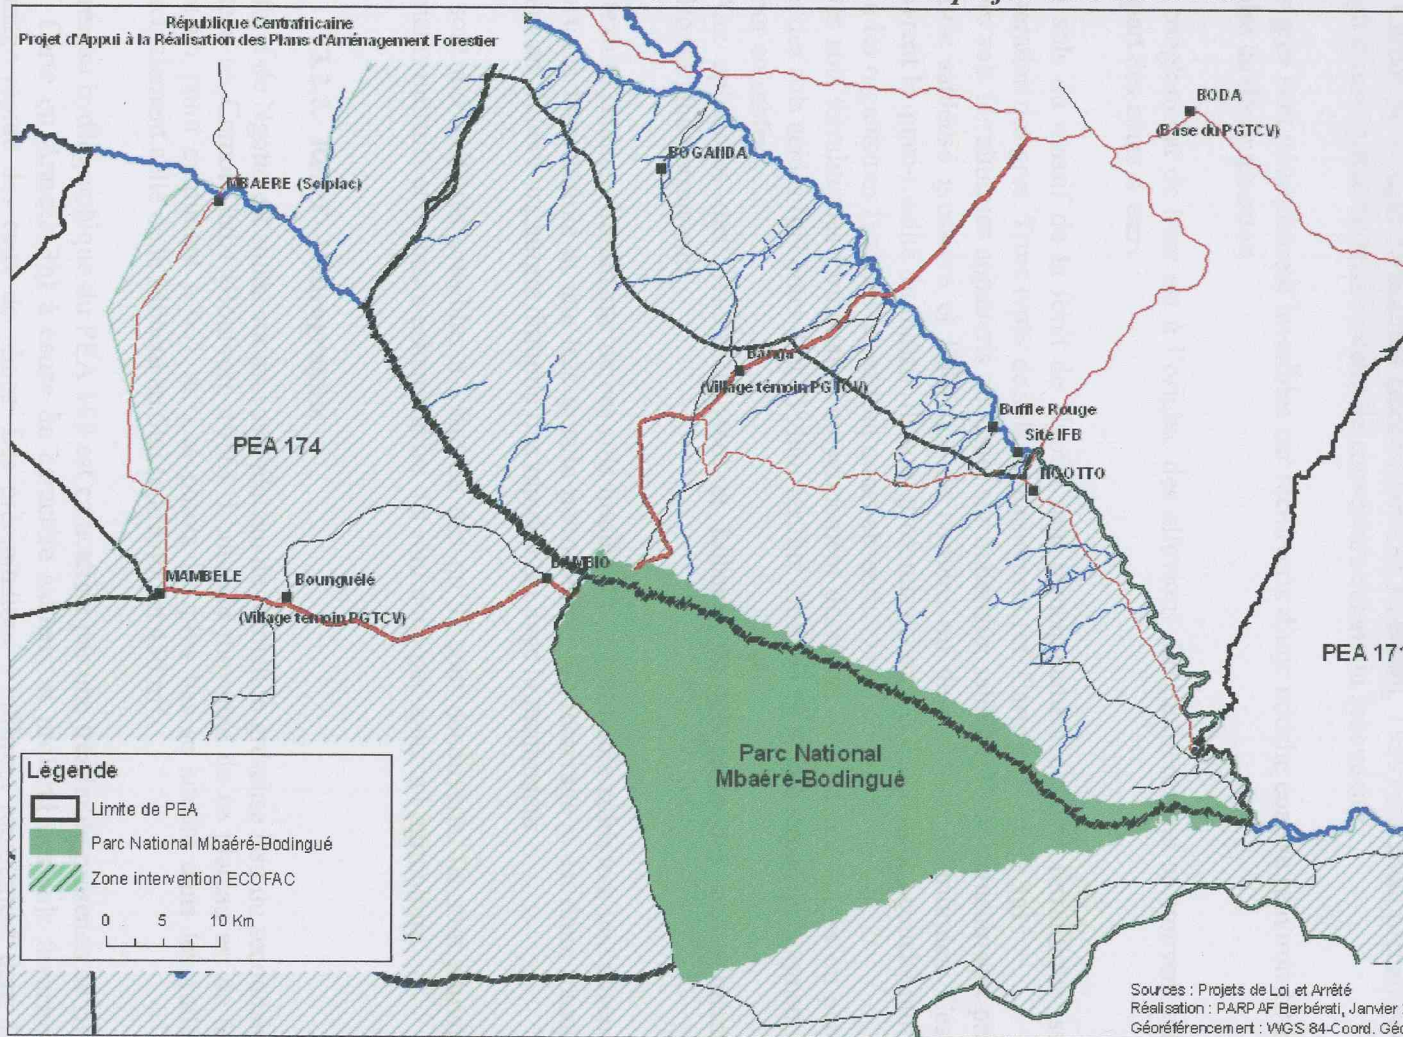 République Centrafricaine
Projet d'Appui à la Réalisation des Plans d'Aménagement Forestier
BODA
(Base du PGTCV)
BOGANDA
MBAERE (Soiplac)
Banga
(Village témoin PGTCV)
Buffle Rouge
Site IFB
NGOTTO
PEA 174
BAMBIO
MAMBELE
Bounguélé
(Village témoin PGTCV)
PEA 171
Parc National
Mbaéré-Bodingué
Légende
Limite de PEA
Parc National Mbaéré-Bodingué
Zone intervention ECOFAC
0 5 10 Km
Sources : Projets de Loi et Arrêté
Réalisation : PARPAF Berbérati, Janvier
Géoréférencement : WGS 84-Coord. Géo